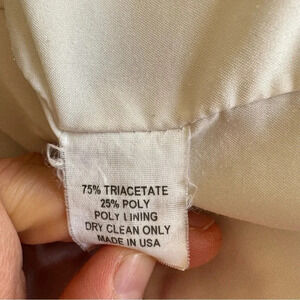 75% TRIACETATE
25% POLY
POLY LINING
DRY CLEAN ONLY
MADE IN USA